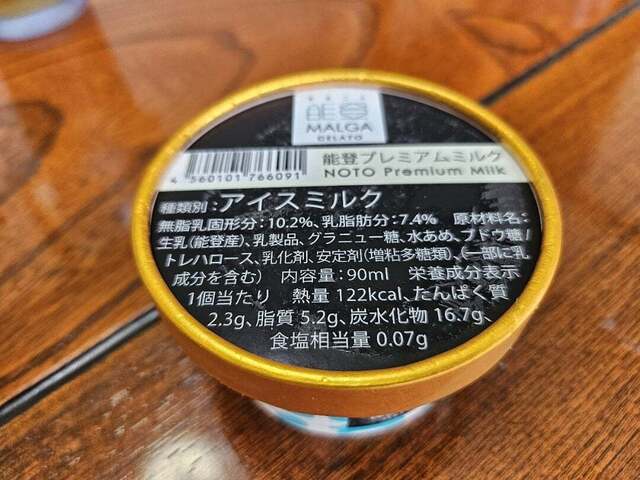 MALGA
GELATO
4 560101 766091
能登プレミアムミルク
NOTO Premium Milk
種類別：アイスミルク
無脂乳固形分：10.2%、乳脂肪分：7.4%　原材料名：
生乳(能登産)、乳製品、グラニュー糖、水あめ、ブドウ糖/
トレハロース、乳化剤、安定剤(増粘多糖類)、(一部に乳
成分を含む)　内容量：90ml　栄養成分表示
1個当たり　熱量 122kcal、たんぱく質
2.3g、脂質 5.2g、炭水化物 16.7g、
食塩相当量 0.07g